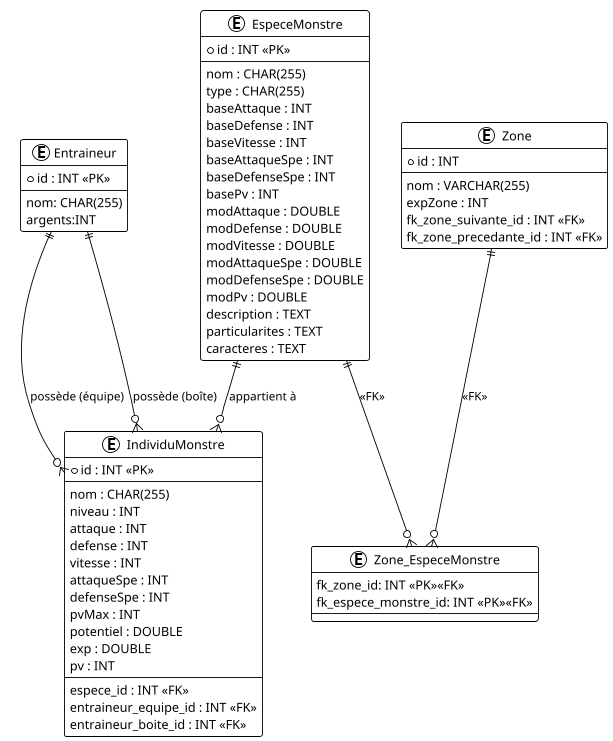 E EspeceMonstre
id : INT «PK»
nom : CHAR(255)
type : CHAR(255)
baseAttaque : INT
baseDefense : INT
baseVitesse : INT
baseAttaqueSpe : INT
baseDefenseSpe : INT
basePv : INT
modAttaque : DOUBLE
modDefense : DOUBLE
modVitesse : DOUBLE
modAttaqueSpe : DOUBLE
modDefenseSpe : DOUBLE
modPv : DOUBLE
description : TEXT
particularites : TEXT
caracteres : TEXT
E Zone
id : INT
nom : VARCHAR(255)
expZone : INT
fk_zone_suivante_id : INT «FK»
fk_zone_precedante_id : INT «FK»
E Entraineur
id : INT «PK»
nom: CHAR(255)
argents:INT
possède (équipe)
possède (boîte)
appartient à
«FK»
«FK»
E IndividuMonstre
id : INT «PK»
nom : CHAR(255)
niveau : INT
attaque : INT
defense : INT
vitesse : INT
attaqueSpe : INT
defenseSpe : INT
pvMax : INT
potentiel : DOUBLE
exp : DOUBLE
pv : INT
espece_id : INT «FK»
entraineur_equipe_id : INT «FK»
entraineur_boite_id : INT «FK»
E Zone_EspeceMonstre
fk_zone_id: INT «PK»«FK»
fk_espece_monstre_id: INT «PK»«FK»